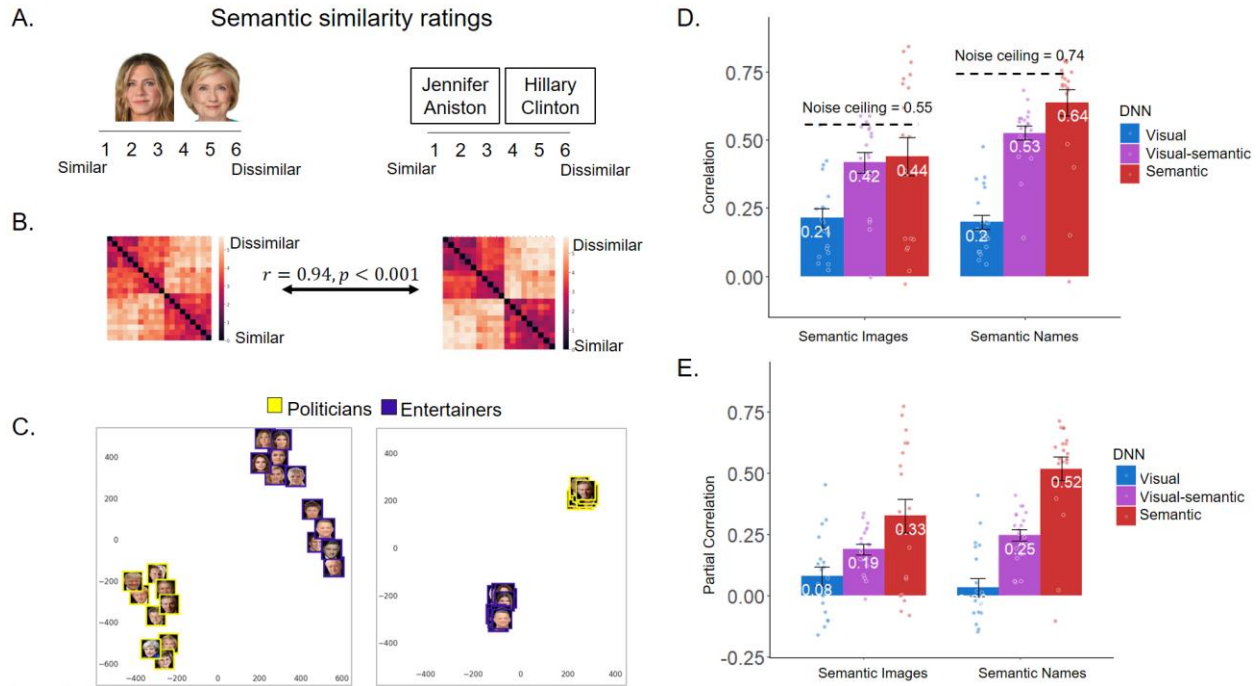 A.
Semantic similarity ratings
Jennifer
Aniston
Hillary
Clinton
1 2 3 4 5 6
Similar
Dissimilar
1 2 3 4 5 6
Similar
Dissimilar
B.
Dissimilar
Similar
r = 0.94, p < 0.001
Dissimilar
Similar
C.
Politicians
Entertainers
400
200
0
−200
−400
−600
−400 −200 0 200 400 600
400
200
0
−200
−400
−400 −200 0 200 400
D.
Noise ceiling = 0.74
Noise ceiling = 0.55
0.75
0.50
0.25
0.00
Correlation
0.21
0.42
0.44
0.2
0.53
0.64
Semantic Images
Semantic Names
DNN
Visual
Visual-semantic
Semantic
E.
0.75
0.50
0.25
0.00
-0.25
Partial Correlation
0.08
0.19
0.33
0.25
0.52
Semantic Images
Semantic Names
DNN
Visual
Visual-semantic
Semantic